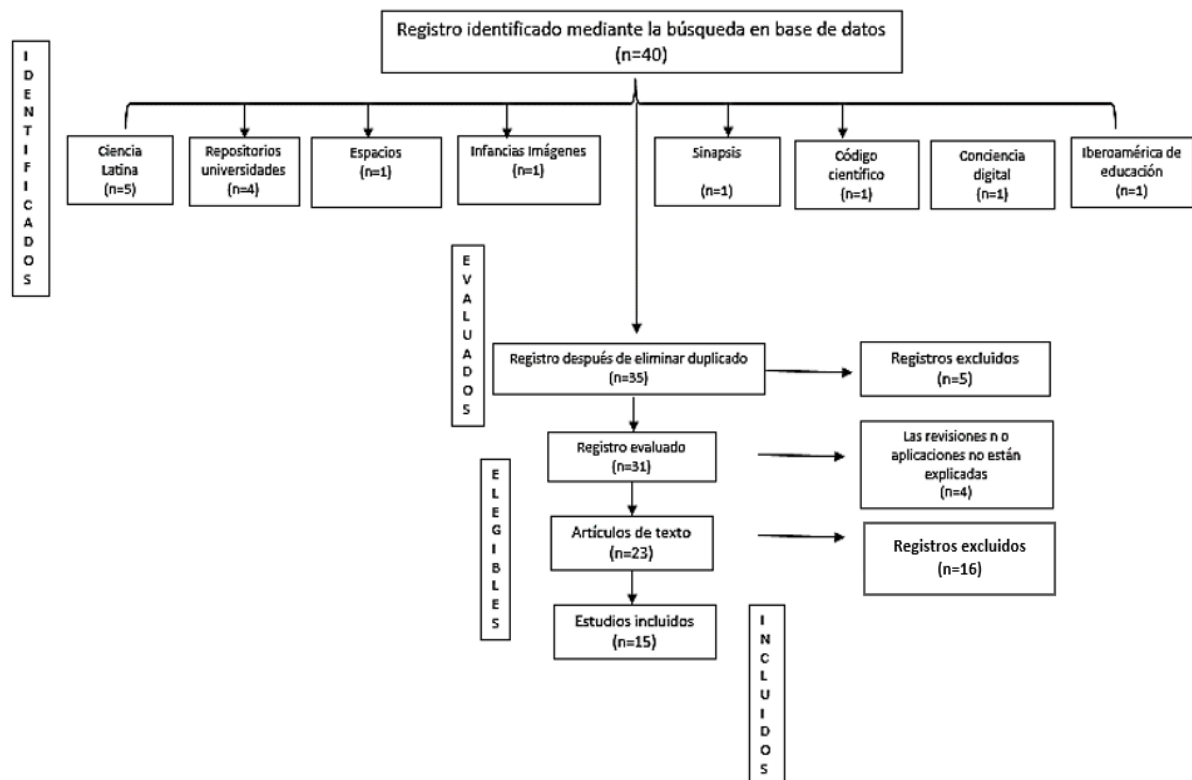 Registro identificado mediante la búsqueda en base de datos
(n=40)
IDENTIFICADOS
Ciencia
Latina
(n=5)
Repositorios
universidades
(n=4)
Espacios
(n=1)
Infancias Imágenes
(n=1)
Sinapsis
(n=1)
Código
científico
(n=1)
Conciencia
digital
(n=1)
Iberoamérica de
educación
(n=1)
EVALUADOS
Registro después de eliminar duplicado
(n=35)
Registros excluidos
(n=5)
Registro evaluado
(n=31)
Las revisiones n o
aplicaciones no están
explicadas
(n=4)
ELEGIBLES
Artículos de texto
(n=23)
Registros excluidos
(n=16)
Estudios incluidos
(n=15)
INCLUIDOS